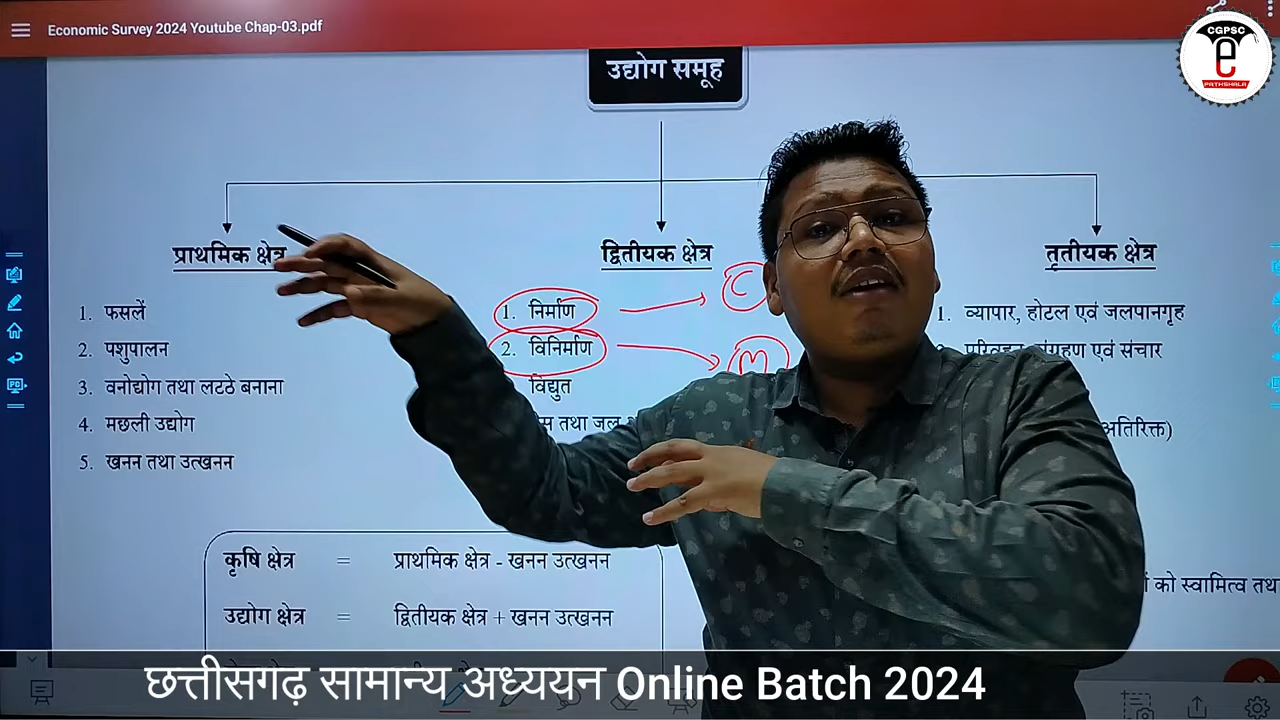 Economic Survey 2024 Youtube Chap-03.pdf
CGPSC
e
PATHSHALA
उद्योग समूह
प्राथमिक क्षेत्र
द्वितीयक क्षेत्र
तृतीयक क्षेत्र
1. फसलें
2. पशुपालन
3. वनोद्योग तथा लटठे बनाना
4. मछली उद्योग
5. खनन तथा उत्खनन
1. निर्माण
C
2. विनिर्माण
M
विद्युत
तथा जल
1. व्यापार, होटल एवं जलपानगृह
एवं संचार
अतिरिक्त)
कृषि क्षेत्र = प्राथमिक क्षेत्र - खनन उत्खनन
उद्योग क्षेत्र = द्वितीयक क्षेत्र + खनन उत्खनन
को स्वामित्व
छत्तीसगढ़ सामान्य अध्ययन Online Batch 2024